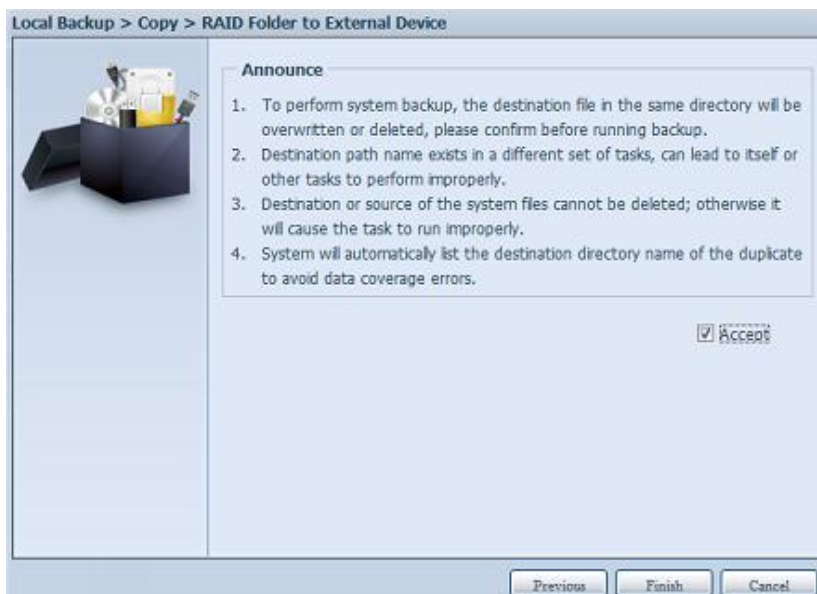 Local Backup > Copy > RAID Folder to External Device
Announce
1. To perform system backup, the destination file in the same directory will be
overwritten or deleted, please confirm before running backup.
2. Destination path name exists in a different set of tasks, can lead to itself or
other tasks to perform improperly.
3. Destination or source of the system files cannot be deleted; otherwise it
will cause the task to run improperly.
4. System will automatically list the destination directory name of the duplicate
to avoid data coverage errors.
Accept
Previous Finish Cancel